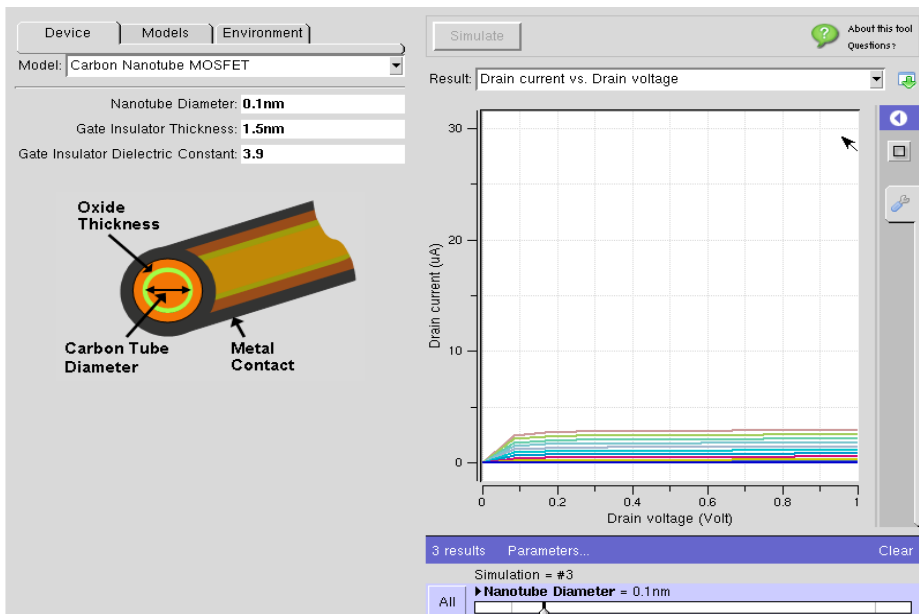 Device
Models
Environment
Model: Carbon Nanotube MOSFET
Nanotube Diameter: 0.1nm
Gate Insulator Thickness: 1.5nm
Gate Insulator Dielectric Constant: 3.9
Oxide
Thickness
Carbon Tube
Diameter
Metal
Contact
Simulate
?
About this tool
Questions?
Result: Drain current vs. Drain voltage
Drain current (uA)
30
20
10
0
0
0.2
0.4
0.6
0.8
1
Drain voltage (Volt)
3 results Parameters... Clear
Simulation = #3
All
Nanotube Diameter = 0.1nm